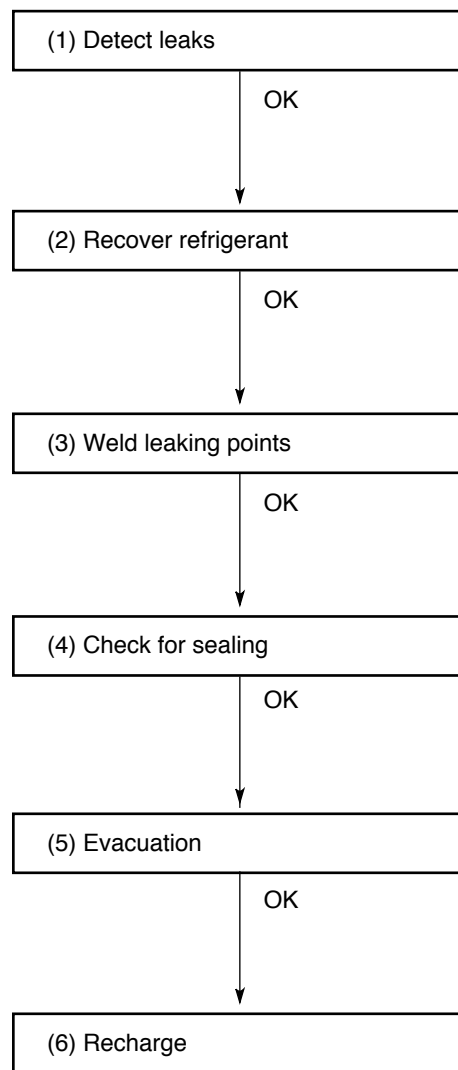 (1) Detect leaks
OK
(2) Recover refrigerant
OK
(3) Weld leaking points
OK
(4) Check for sealing
OK
(5) Evacuation
OK
(6) Recharge